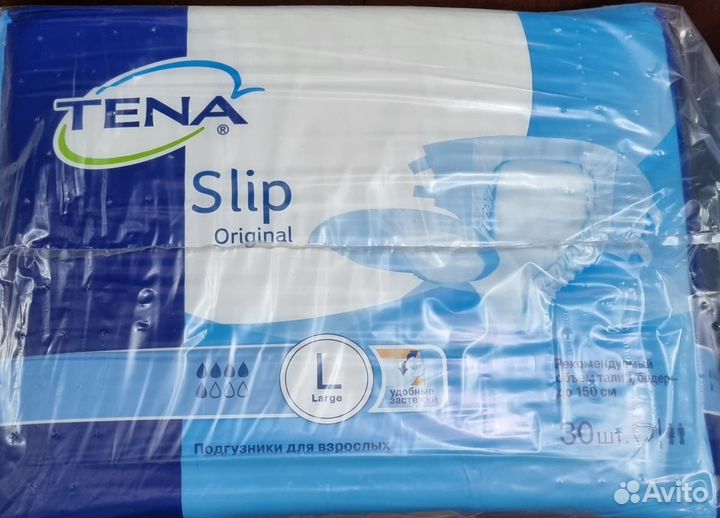 TENA®
Slip
Original
L
Large
удобные
застежки
Рекомендуемый
объем талии/бедер-
до 150 см
30 шт.
Подгузники для взрослых
Avito